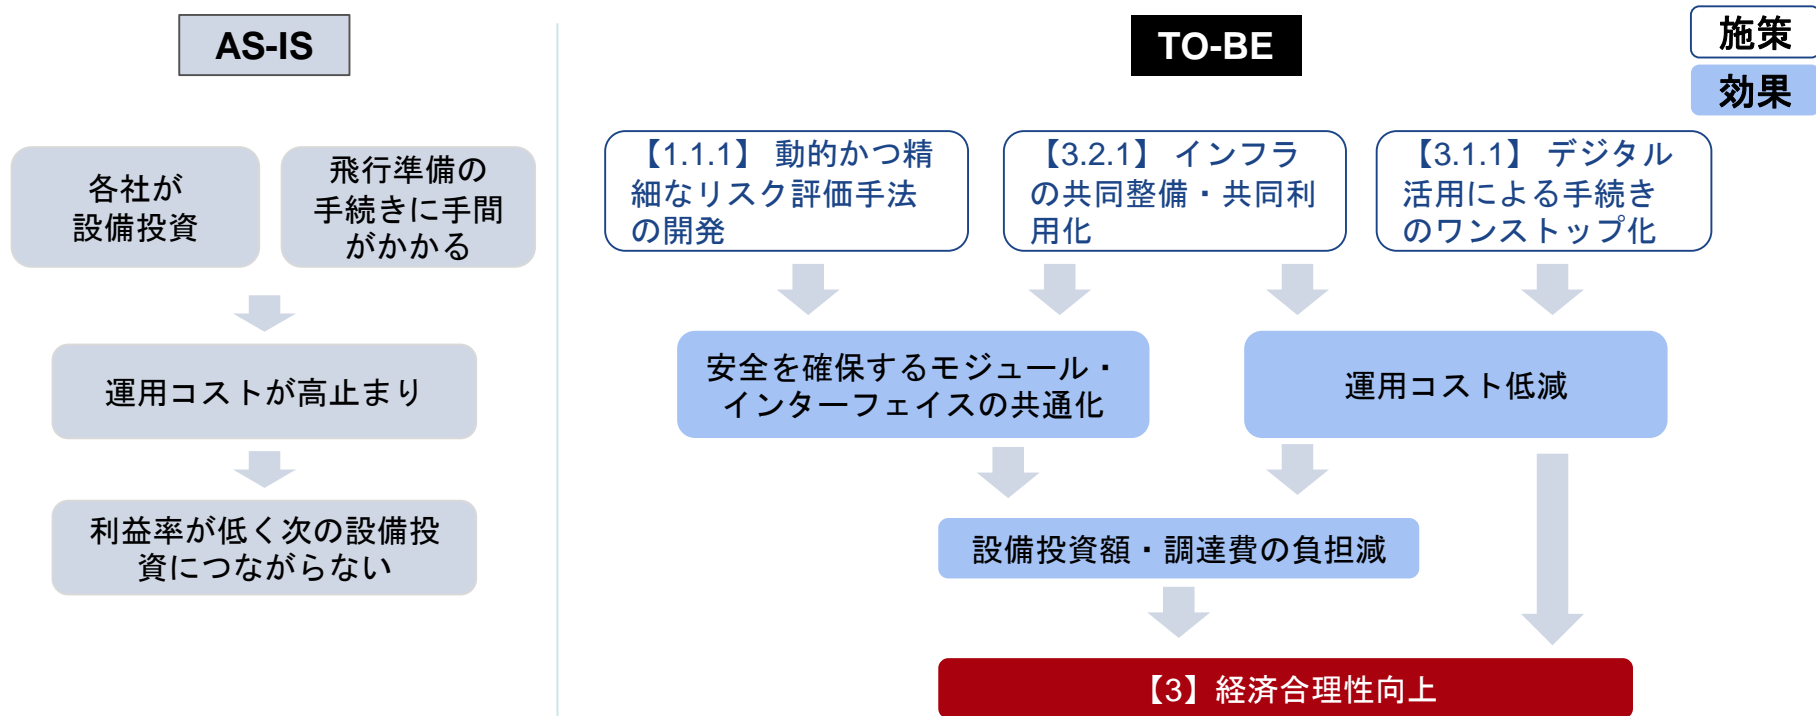 AS-IS
TO-BE
施策
効果
各社が
設備投資
飛行準備の
手続きに手間
がかかる
運用コストが高止まり
利益率が低く次の設備投
資につながらない
【1.1.1】 動的かつ精
細なリスク評価手法
の開発
【3.2.1】 インフラ
の共同整備・共同利
用化
【3.1.1】 デジタル
活用による手続き
のワンストップ化
安全を確保するモジュール・
インターフェイスの共通化
運用コスト低減
設備投資額・調達費の負担減
【3】経済合理性向上